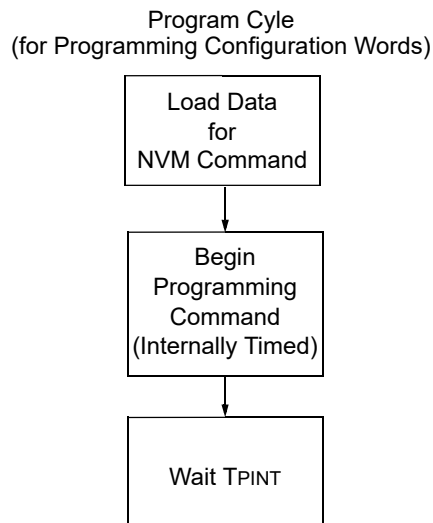 Program Cyle
(for Programming Configuration Words)
Load Data
for
NVM Command
Begin
Programming
Command
(Internally Timed)
Wait TPINT